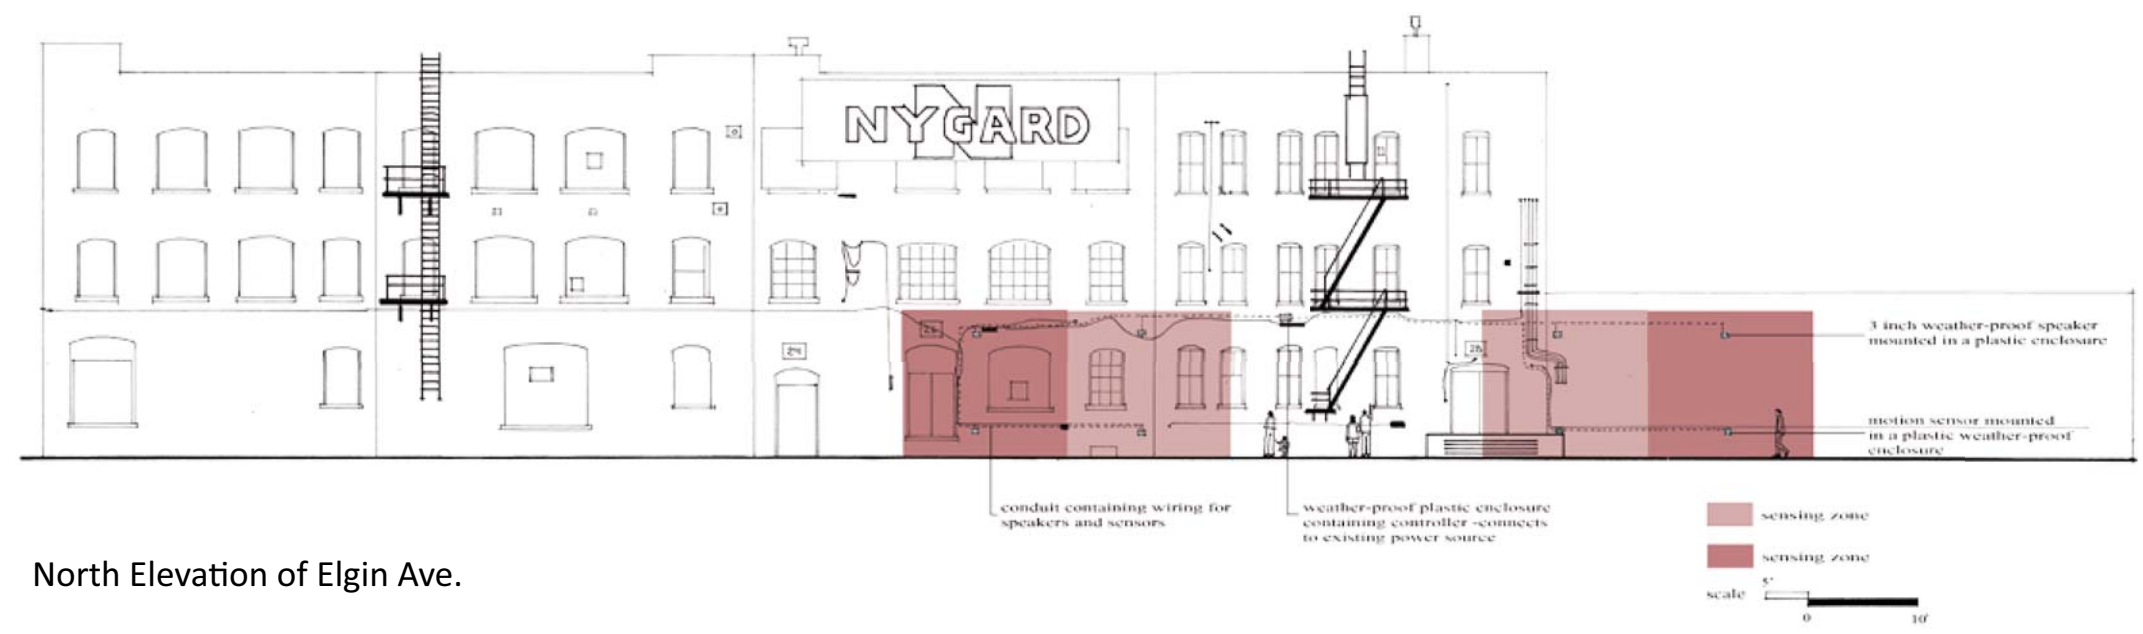 NYGARD
N
3 inch weather-proof speaker
mounted in a plastic enclosure
motion sensor mounted
in a plastic weather-proof
enclosure
conduit containing wiring for
speakers and sensors
weather-proof plastic enclosure
containing controller -connects
to existing power source
sensing zone
sensing zone
North Elevation of Elgin Ave.
5'
scale
0
10'